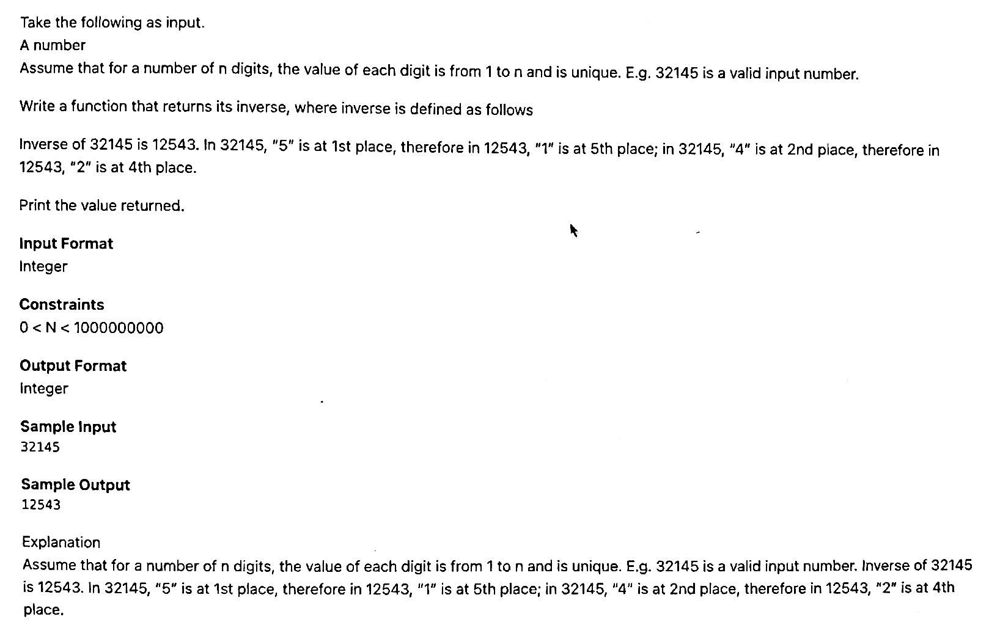 Take the following as input.
A number
Assume that for a number of n digits, the value of each digit is from 1 to n and is unique. E.g. 32145 is a valid input number.
Write a function that returns its inverse, where inverse is defined as follows
Inverse of 32145 is 12543. In 32145, "5" is at 1st place, therefore in 12543, "1" is at 5th place; in 32145, "4" is at 2nd place, therefore in
12543, "2" is at 4th place.
Print the value returned.
Input Format
Integer
Constraints
0 < N < 1000000000
Output Format
Integer
Sample Input
32145
Sample Output
12543
Explanation
Assume that for a number of n digits, the value of each digit is from 1 to n and is unique. E.g. 32145 is a valid input number. Inverse of 32145
is 12543. In 32145, "5" is at 1st place, therefore in 12543, "1" is at 5th place; in 32145, "4" is at 2nd place, therefore in 12543, "2" is at 4th
place.